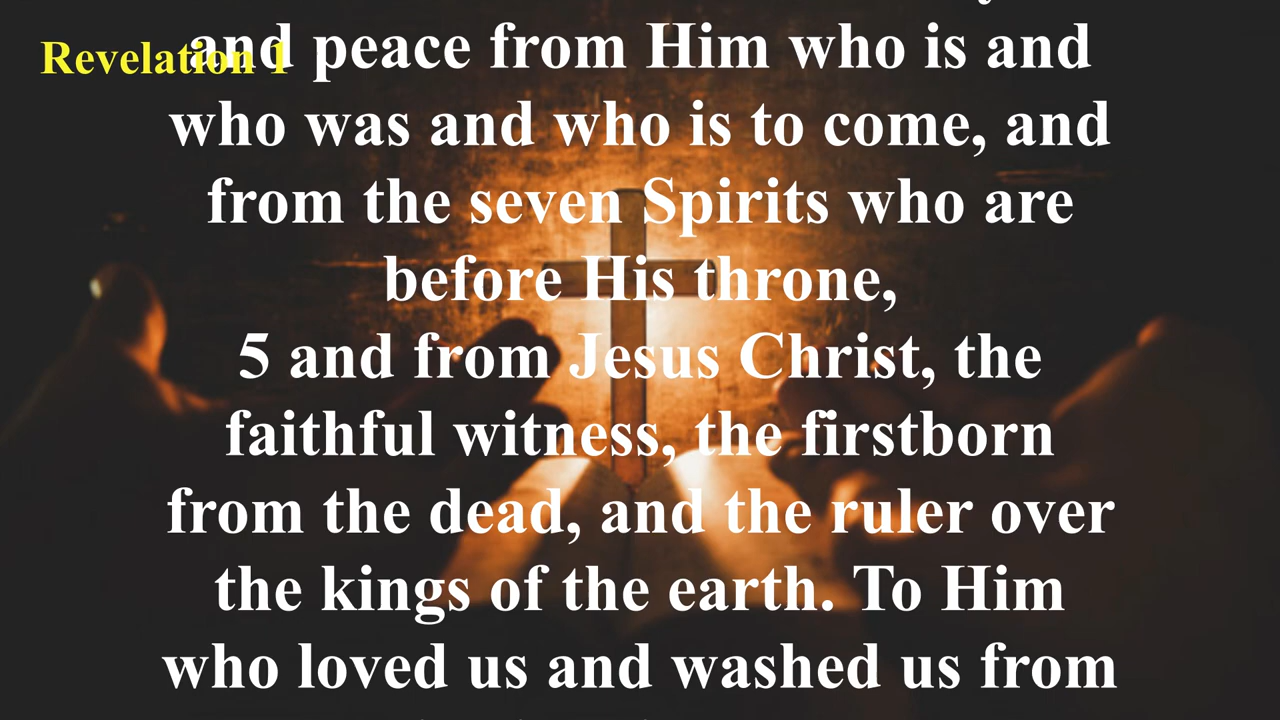 Revelation 1
and peace from Him who is and
who was and who is to come, and
from the seven Spirits who are
before His throne,
5 and from Jesus Christ, the
faithful witness, the firstborn
from the dead, and the ruler over
the kings of the earth. To Him
who loved us and washed us from